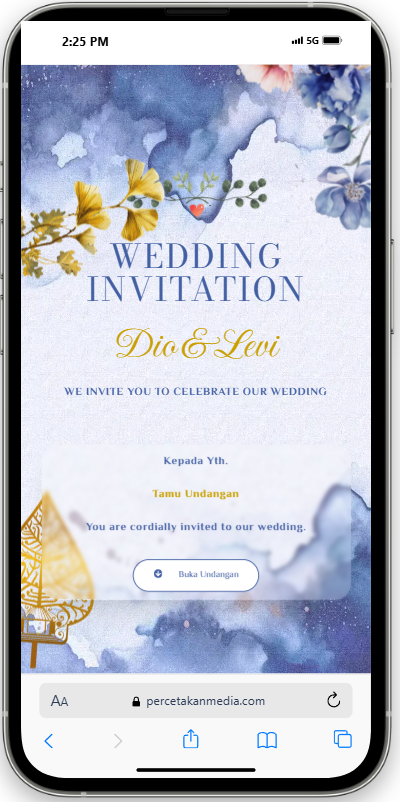 2:25 PM
5G
WEDDING
INVITATION
Dio & Levi
WE INVITE YOU TO CELEBRATE OUR WEDDING
Kepada Yth.
Tamu Undangan
You are cordially invited to our wedding.
Buka Undangan
AA
percetakanmedia.com